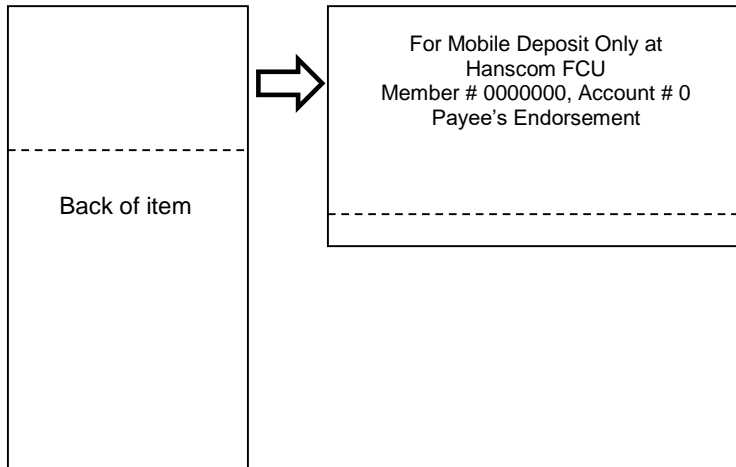 Back of item
For Mobile Deposit Only at
Hanscom FCU
Member # 0000000, Account # 0
Payee’s Endorsement